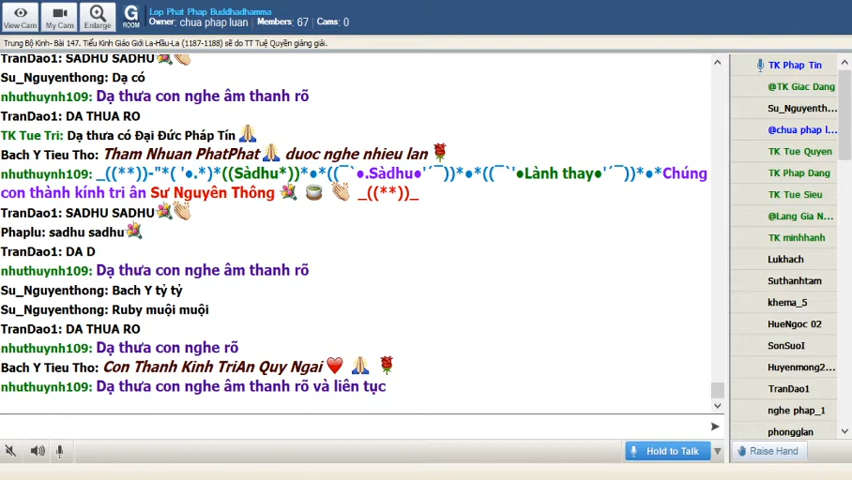 Lop Phat Phap Buddhadhamma
Owner: chua phap luan Members: 67 Cams: 0
View Cam
My Cam
Enlarge
G
ROOM
Trung Bộ Kinh- Bài 147. Tiểu Kinh Giáo Giới La-Hầu-La (1187-1188) sẽ do TT Tuệ Quyền giảng giải.
TranDao1: SADHU SADHU
Su_Nguyenthong: Dạ có
nhuthuynh109: Dạ thưa con nghe âm thanh rõ
TranDao1: DA THUA RO
TK Tue Tri: Dạ thưa có Đại Đức Pháp Tín
Bach Y Tieu Tho: Tham Nhuan PhatPhat duoc nghe nhieu lan
nhuthuynh109: _((**))-"*( '●.*)*((Sàdhu*))*●*((¯`●.Sàdhu●'´¯))*●*((¯`'●Lành thay●'´¯))*●*Chúng
con thành kính tri ân Sư Nguyên Thông _((**))_
TranDao1: SADHU SADHU
Phaplu: sadhu sadhu
TranDao1: DA D
nhuthuynh109: Dạ thưa con nghe âm thanh rõ
Su_Nguyenthong: Bach Y tỷ tỷ
Su_Nguyenthong: Ruby muội muội
TranDao1: DA THUA RO
nhuthuynh109: Dạ thưa con nghe rõ
Bach Y Tieu Tho: Con Thanh Kinh TriAn Quy Ngai
nhuthuynh109: Dạ thưa con nghe âm thanh rõ và liên tục
Hold to Talk
TK Phap Tin
@TK Giac Dang
Su_Nguyenth...
@chua phap l...
TK Tue Quyen
TK Phap Dang
TK Tue Sieu
@Lang Gia N...
TK minhhanh
Lukhach
Suthanhtam
khema_5
HueNgoc 02
SonSuoI
Huyenmong2...
TranDao1
nghe phap_1
phongglan
Raise Hand